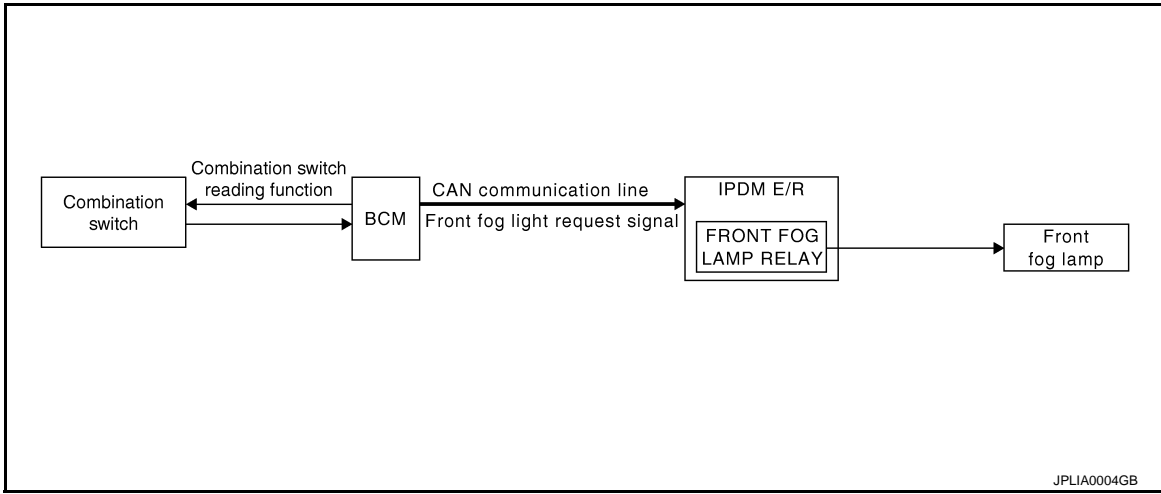 Combination switch
reading function
Combination
switch
BCM
CAN communication line
Front fog light request signal
IPDM E/R
FRONT FOG
LAMP RELAY
Front
fog lamp
JPLIA0004GB